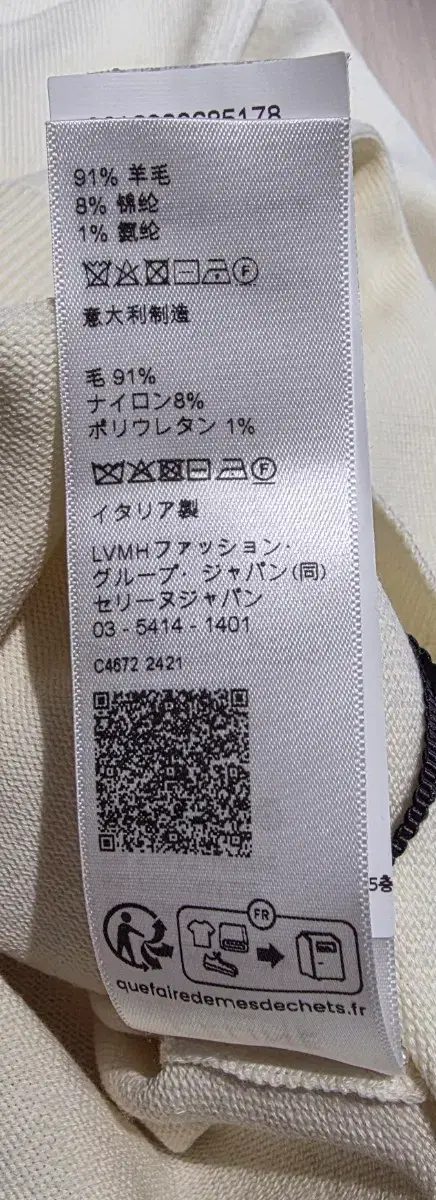 91% 羊毛
8% 锦纶
1% 氨纶
意大利制造
毛 91%
ナイロン8%
ポリウレタン 1%
イタリア製
LVMHファッション・
グループ・ ジャパン(同)
セリーヌジャパン
03 - 5414 - 1401
C4672 2421
FR
quefairedemesdechets.fr
5층